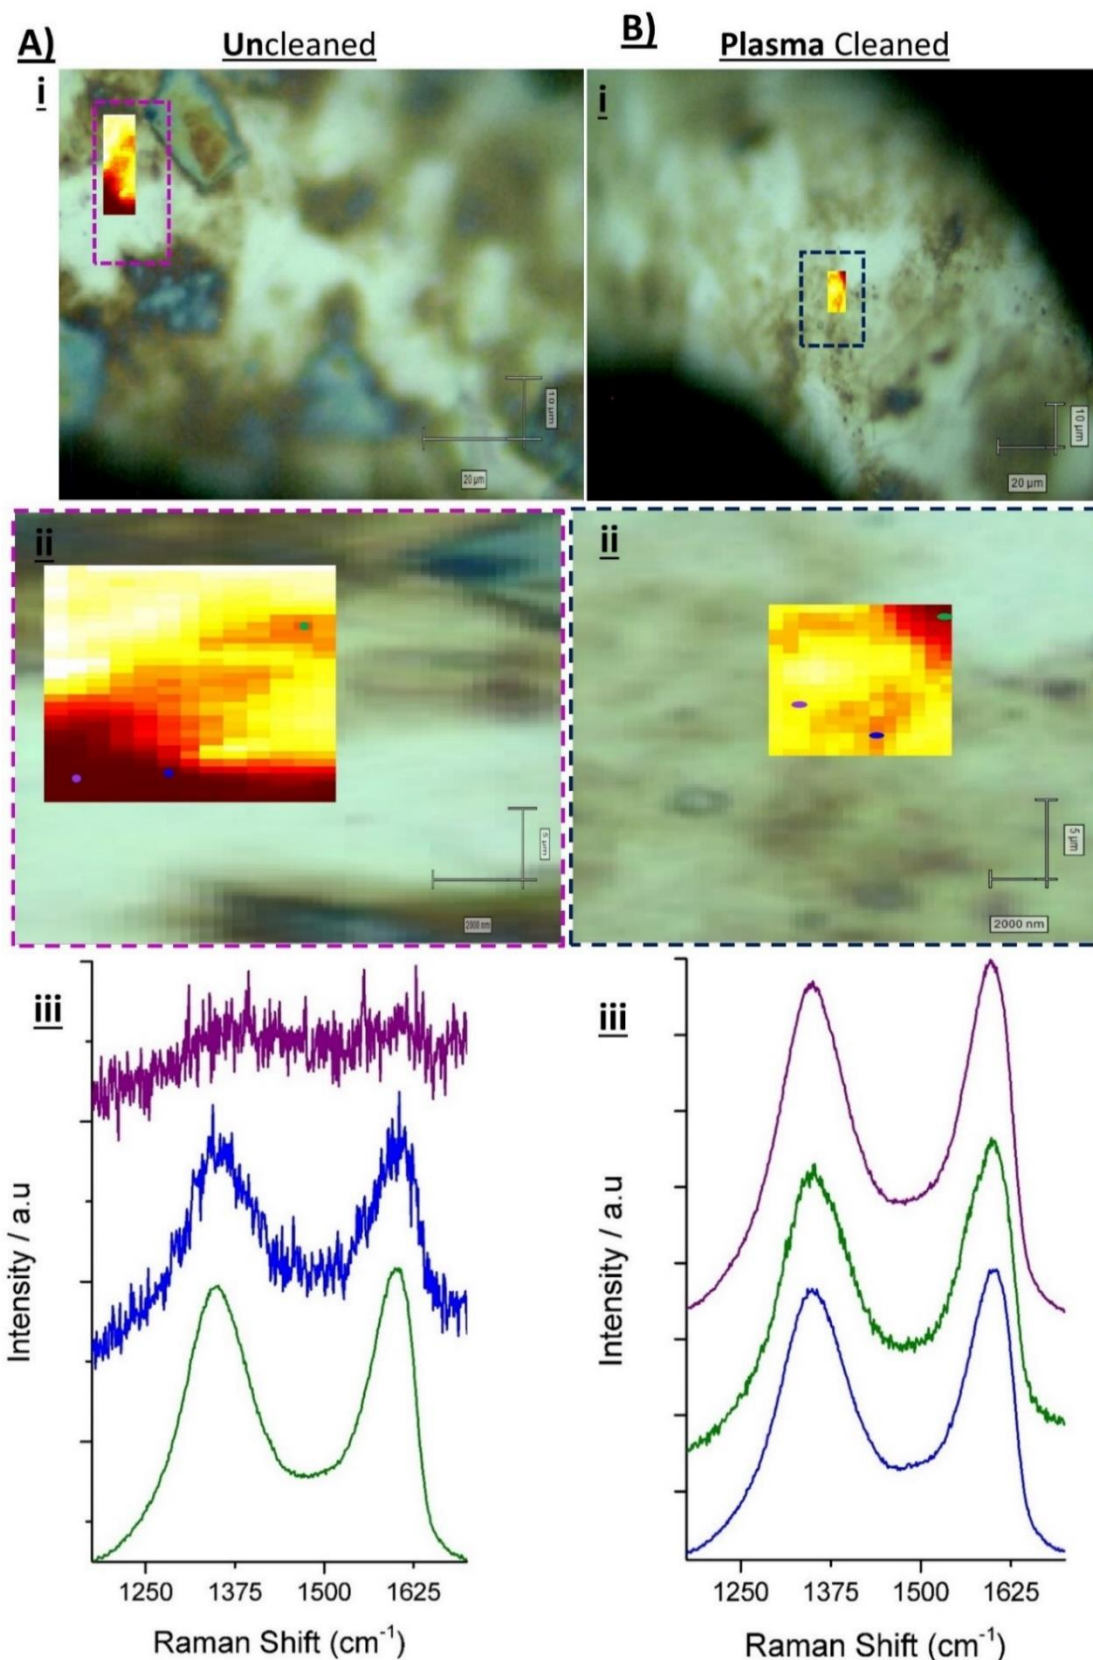 A)
Uncleaned
B)
Plasma Cleaned
i
i
10 µm
20 µm
10 µm
20 µm
ii
ii
5 µm
2000 nm
5 µm
2000 nm
iii
iii
Intensity / a.u
Intensity / a.u
1250 1375 1500 1625
1250 1375 1500 1625
Raman Shift (cm⁻¹)
Raman Shift (cm⁻¹)